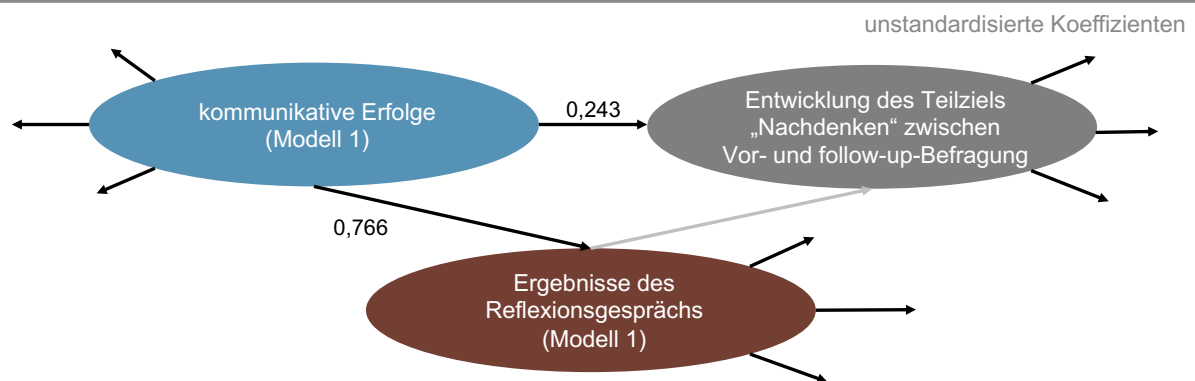 unstandardisierte Koeffizienten
kommunikative Erfolge
(Modell 1)
0,243
Entwicklung des Teilziels
„Nachdenken“ zwischen
Vor- und follow-up-Befragung
0,766
Ergebnisse des
Reflexionsgesprächs
(Modell 1)